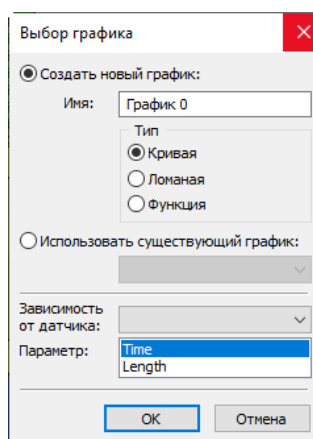 Выбор графика
Создать новый график:
Имя: График 0
Тип
Кривая
Ломаная
Функция
Использовать существующий график:
Зависимость
от датчика:
Параметр: Time
Length
OK Отмена